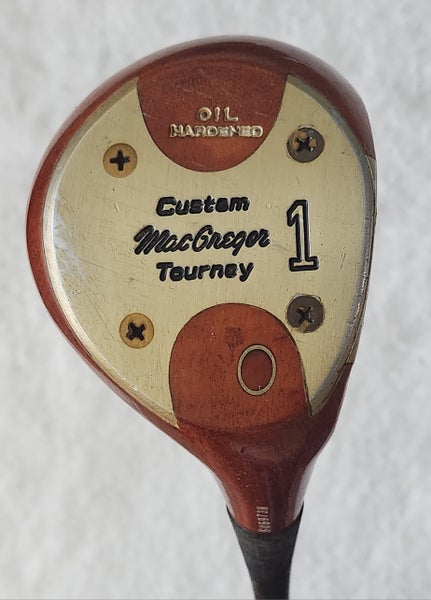 OIL
HARDENED
Custom
MacGregor 1
Tourney
O